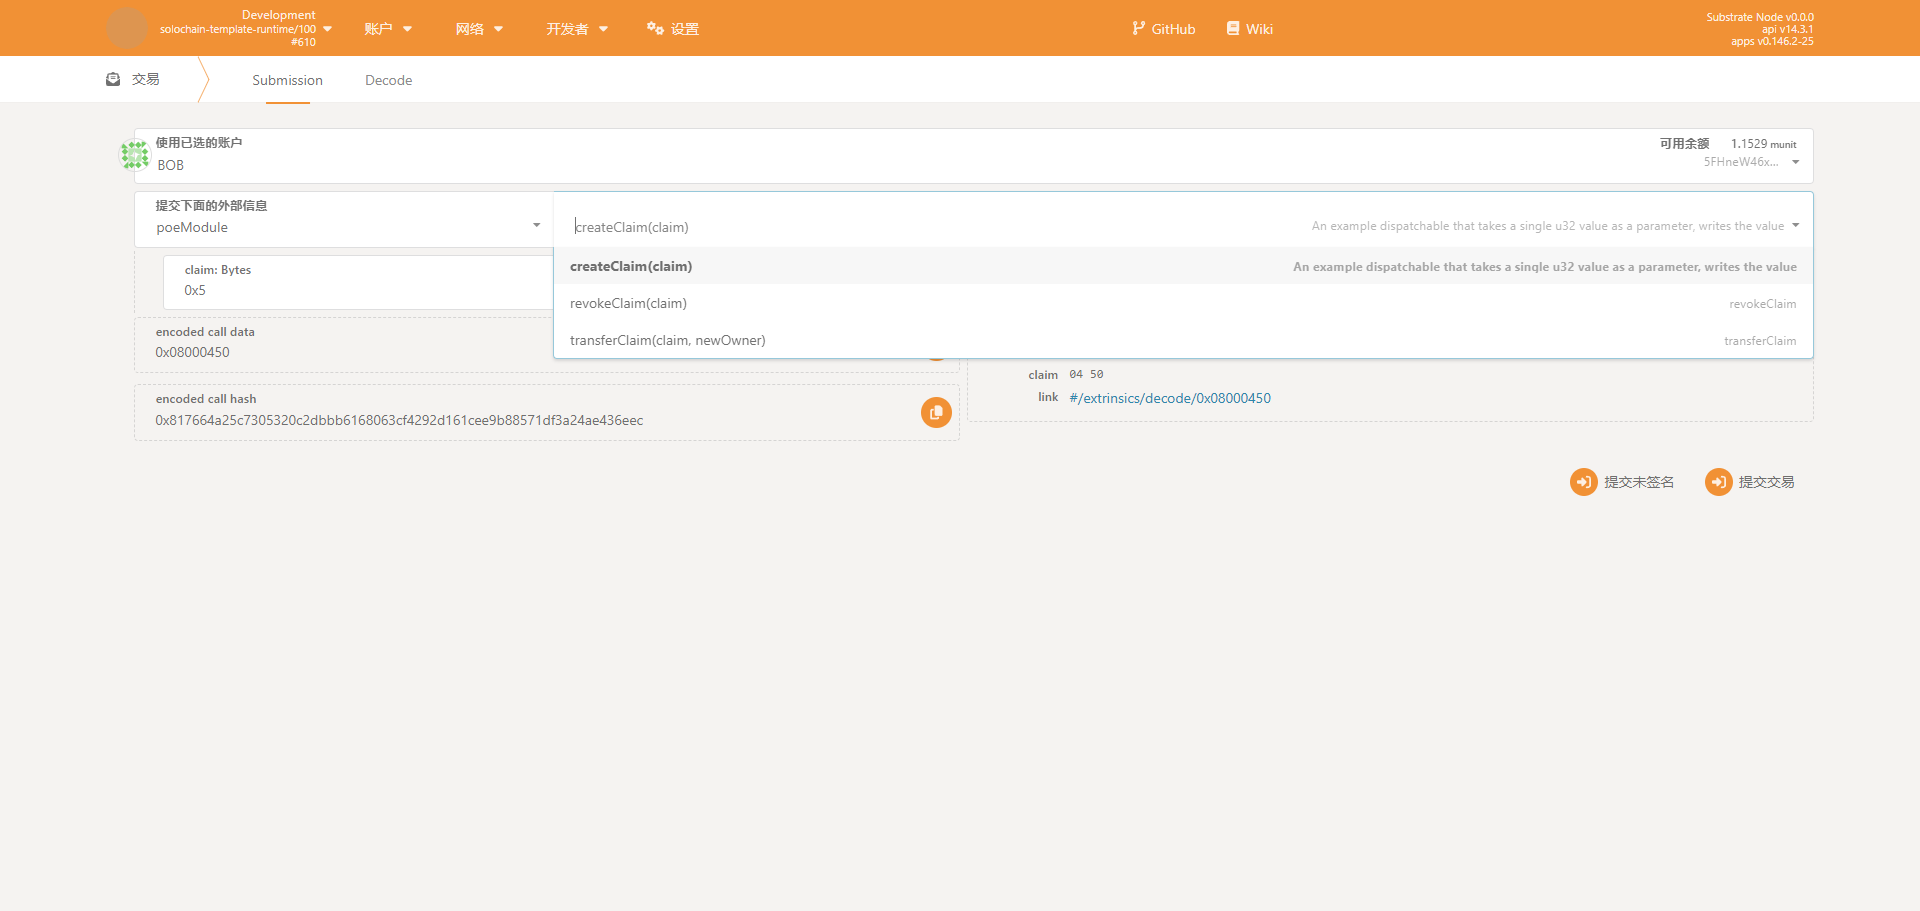 Development
solochain-template-runtime/100
#610
账户
网络
开发者
设置
GitHub
Wiki
Substrate Node v0.0.0
api v14.3.1
apps v0.146.2-25
交易
Submission
Decode
使用已选的账户
BOB
可用余额 1.1529 munit
5FHneW46x...
提交下面的外部信息
poeModule
createClaim(claim)
An example dispatchable that takes a single u32 value as a parameter, writes the value
createClaim(claim)
An example dispatchable that takes a single u32 value as a parameter, writes the value
revokeClaim(claim)
revokeClaim
transferClaim(claim, newOwner)
transferClaim
claim: Bytes
0x5
encoded call data
0x08000450
claim 04 50
link #/extrinsics/decode/0x08000450
encoded call hash
0x817664a25c7305320c2dbbb6168063cf4292d161cee9b88571df3a24ae436eec
提交未签名
提交交易